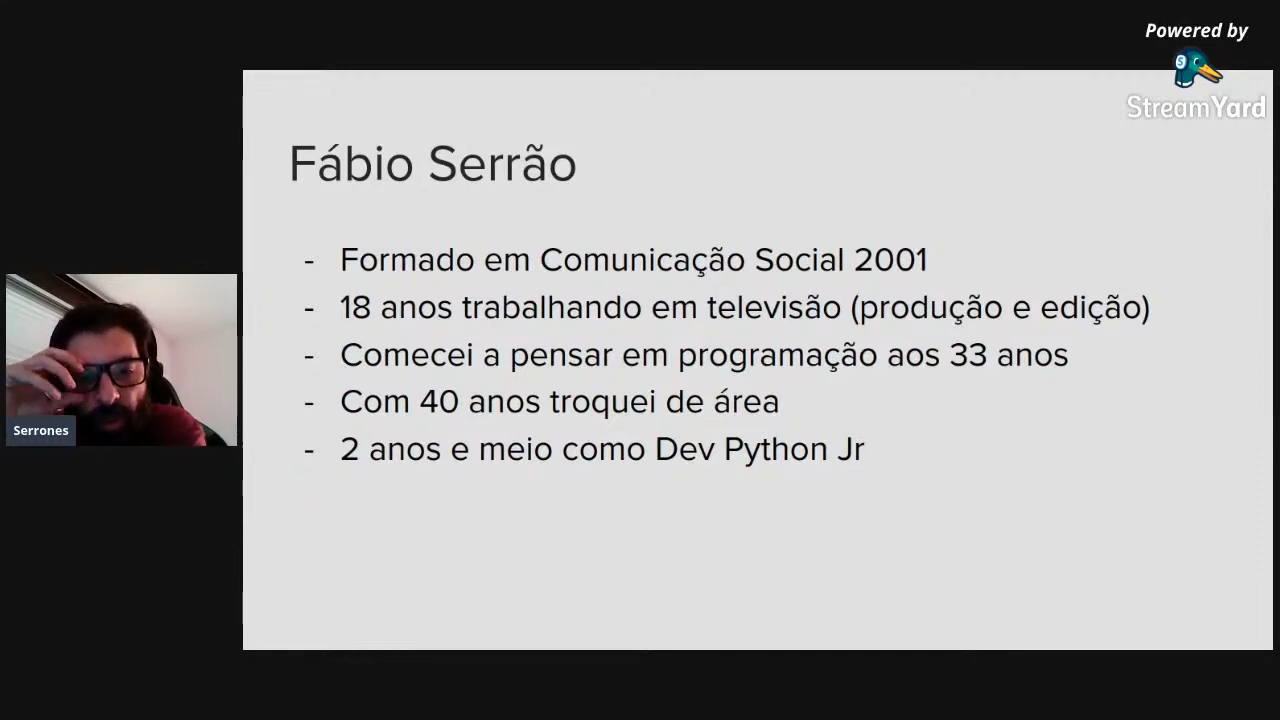 Powered by
StreamYard
Fábio Serrão
- Formado em Comunicação Social 2001
- 18 anos trabalhando em televisão (produção e edição)
- Comecei a pensar em programação aos 33 anos
- Com 40 anos troquei de área
- 2 anos e meio como Dev Python Jr
Serrones